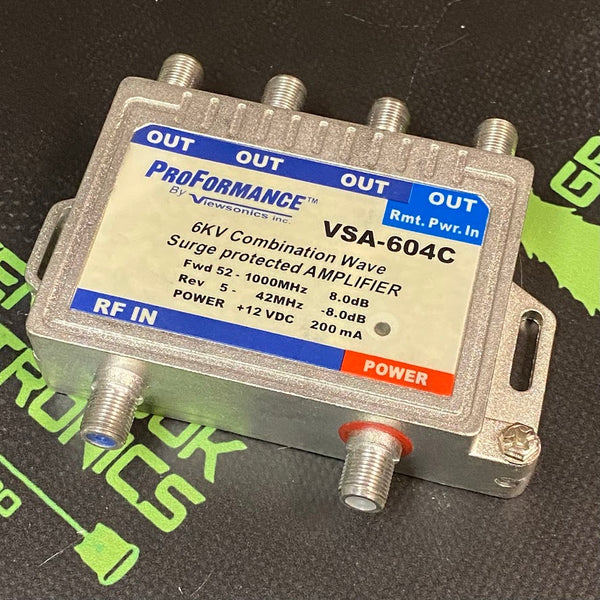 OUT
OUT
OUT
OUT
Rmt. Pwr. In
PROFORMANCE™
By Viewsonics inc.
VSA-604C
6KV Combination Wave
Surge protected AMPLIFIER
Fwd 52 - 1000MHz 8.0dB
Rev 5 - 42MHz -8.0dB
POWER +12 VDC 200 mA
RF IN
POWER